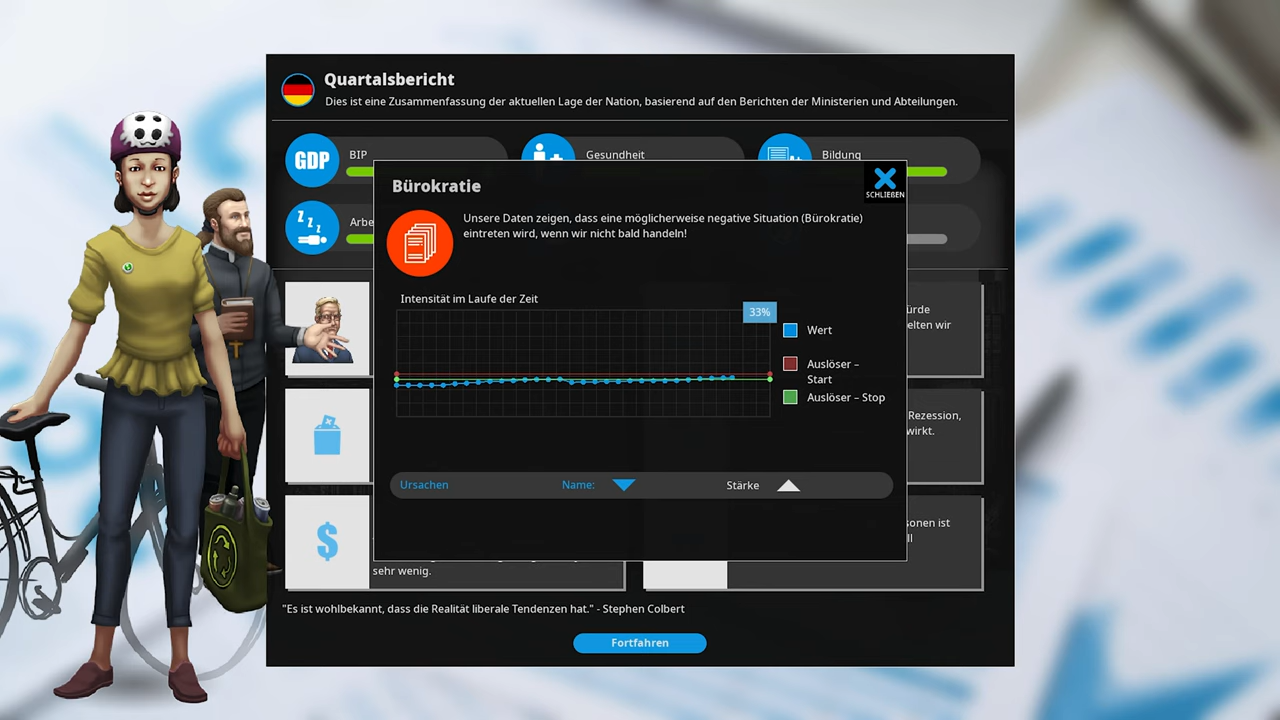 Quartalsbericht
Dies ist eine Zusammenfassung der aktuellen Lage der Nation, basierend auf den Berichten der Ministerien und Abteilungen.
GDP
BIP
Gesundheit
Bildung
Z Z Z
Arbe
Bürokratie
SCHLIEẞEN
Unsere Daten zeigen, dass eine möglicherweise negative Situation (Bürokratie)
eintreten wird, wenn wir nicht bald handeln!
Intensität im Laufe der Zeit
33%
Wert
Auslöser –
Start
Auslöser – Stop
ürde
elten wir
Rezession,
wirkt.
Ursachen
Name:
Stärke
sonen ist
ll
$
sehr wenig.
"Es ist wohlbekannt, dass die Realität liberale Tendenzen hat." - Stephen Colbert
Fortfahren